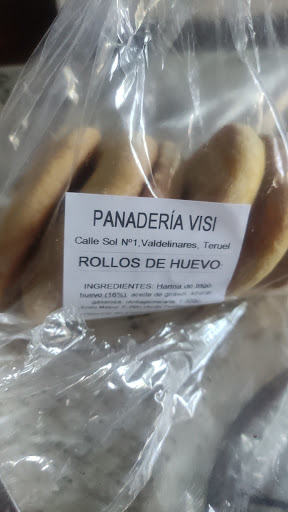 PANADERÍA VISI
Calle Sol Nº1,Valdelinares, Teruel
ROLLOS DE HUEVO
INGREDIENTES: Harina de trigo,
huevo (16%), aceite de girasol, azúcar,